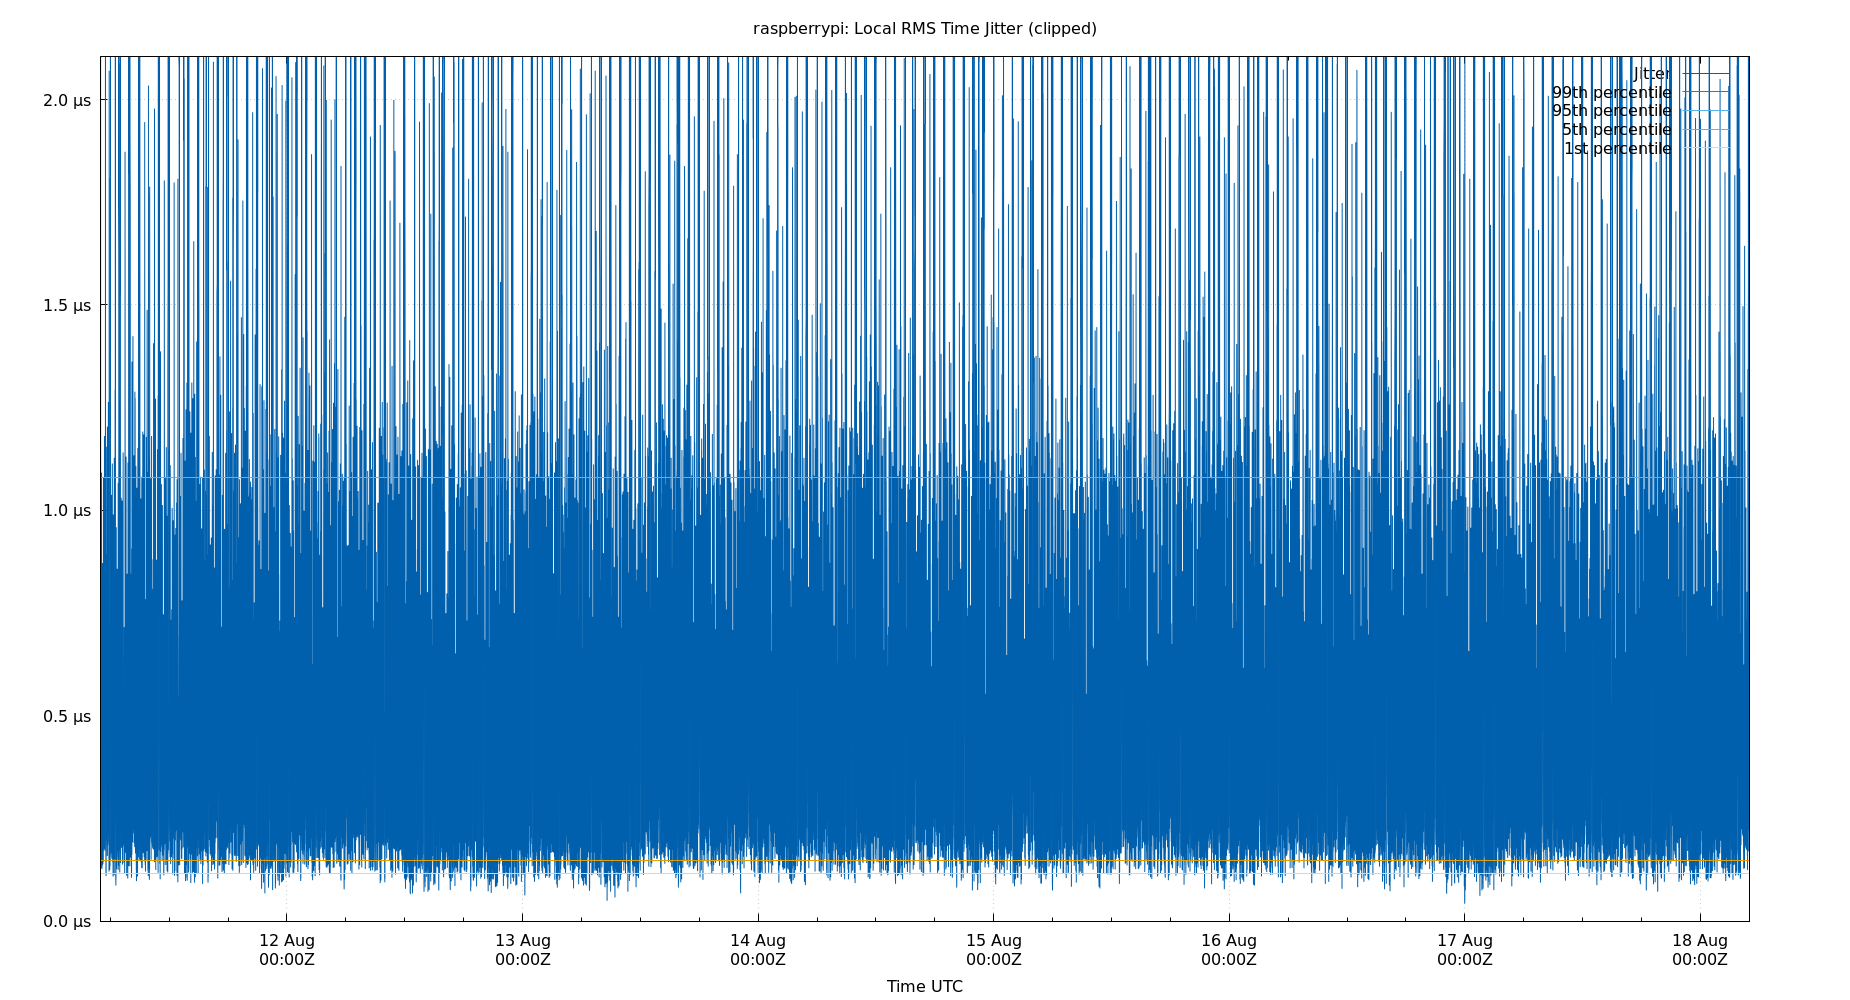 raspberrypi: Local RMS Time Jitter (clipped)
Jitter
99th percentile
95th percentile
5th percentile
1st percentile
2.0 µs
1.5 µs
1.0 µs
0.5 µs
0.0 µs
12 Aug
00:00Z
13 Aug
00:00Z
14 Aug
00:00Z
15 Aug
00:00Z
16 Aug
00:00Z
17 Aug
00:00Z
18 Aug
00:00Z
Time UTC